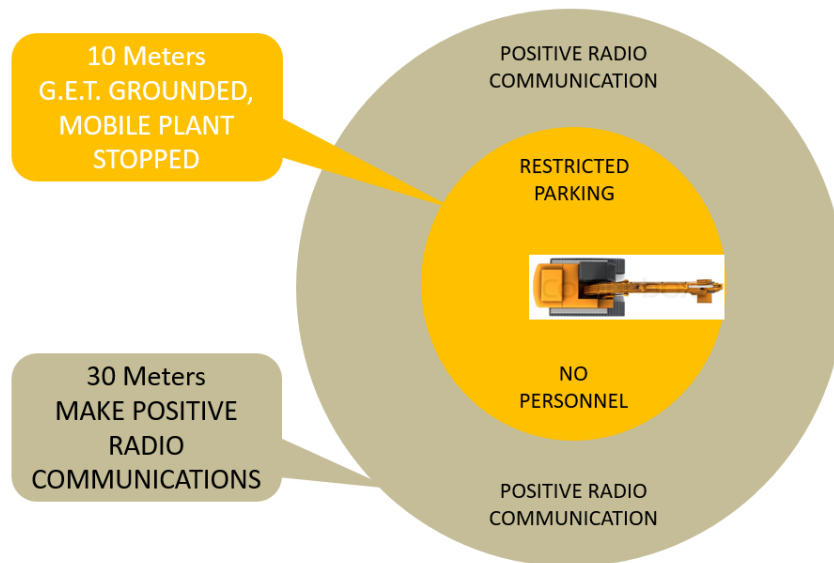 10 Meters
G.E.T. GROUNDED,
MOBILE PLANT
STOPPED
POSITIVE RADIO
COMMUNICATION
RESTRICTED
PARKING
NO
PERSONNEL
30 Meters
MAKE POSITIVE
RADIO
COMMUNICATIONS
POSITIVE RADIO
COMMUNICATION